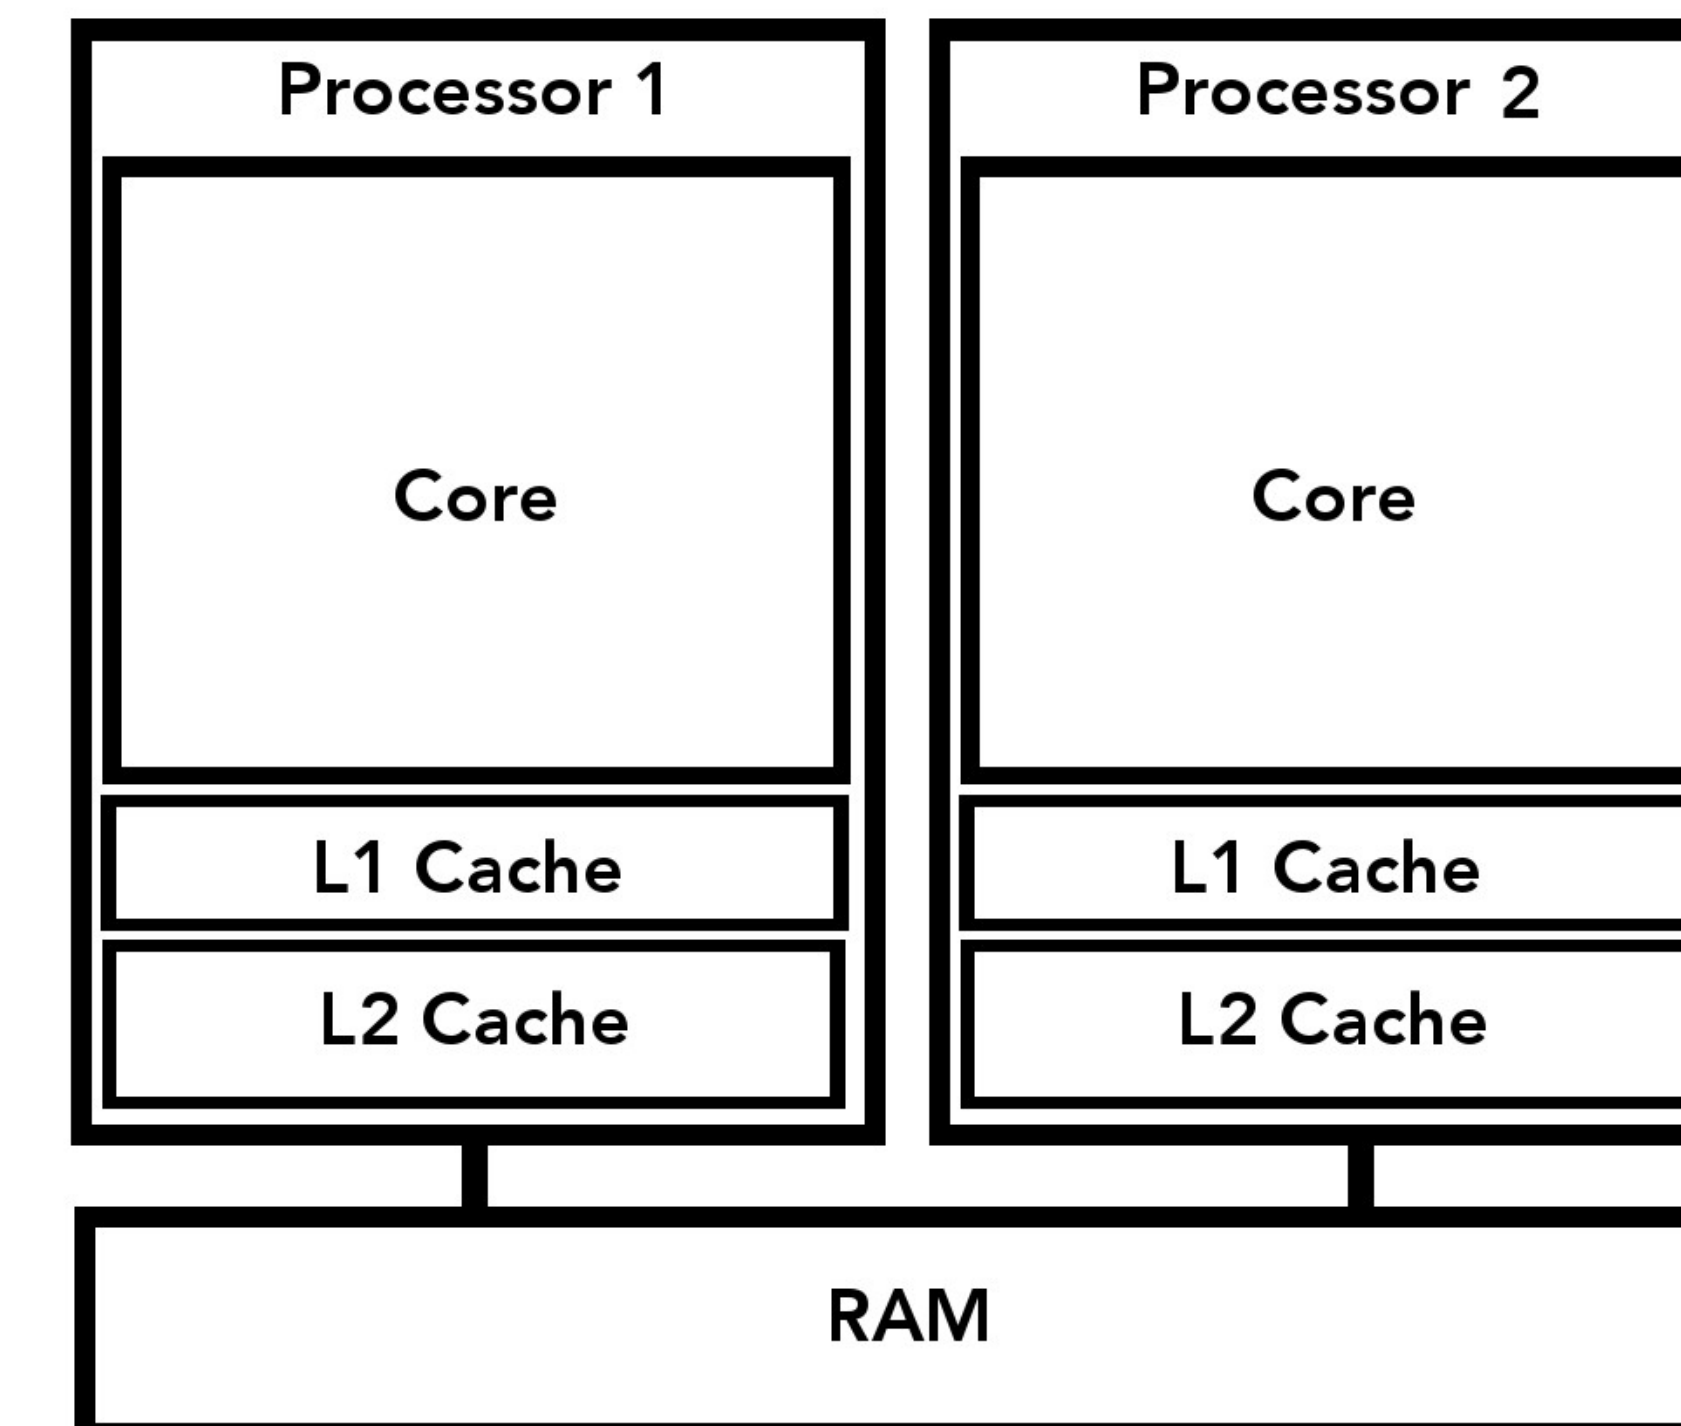 Processor 1
Core
L1 Cache
L2 Cache
Processor 2
Core
L1 Cache
L2 Cache
RAM